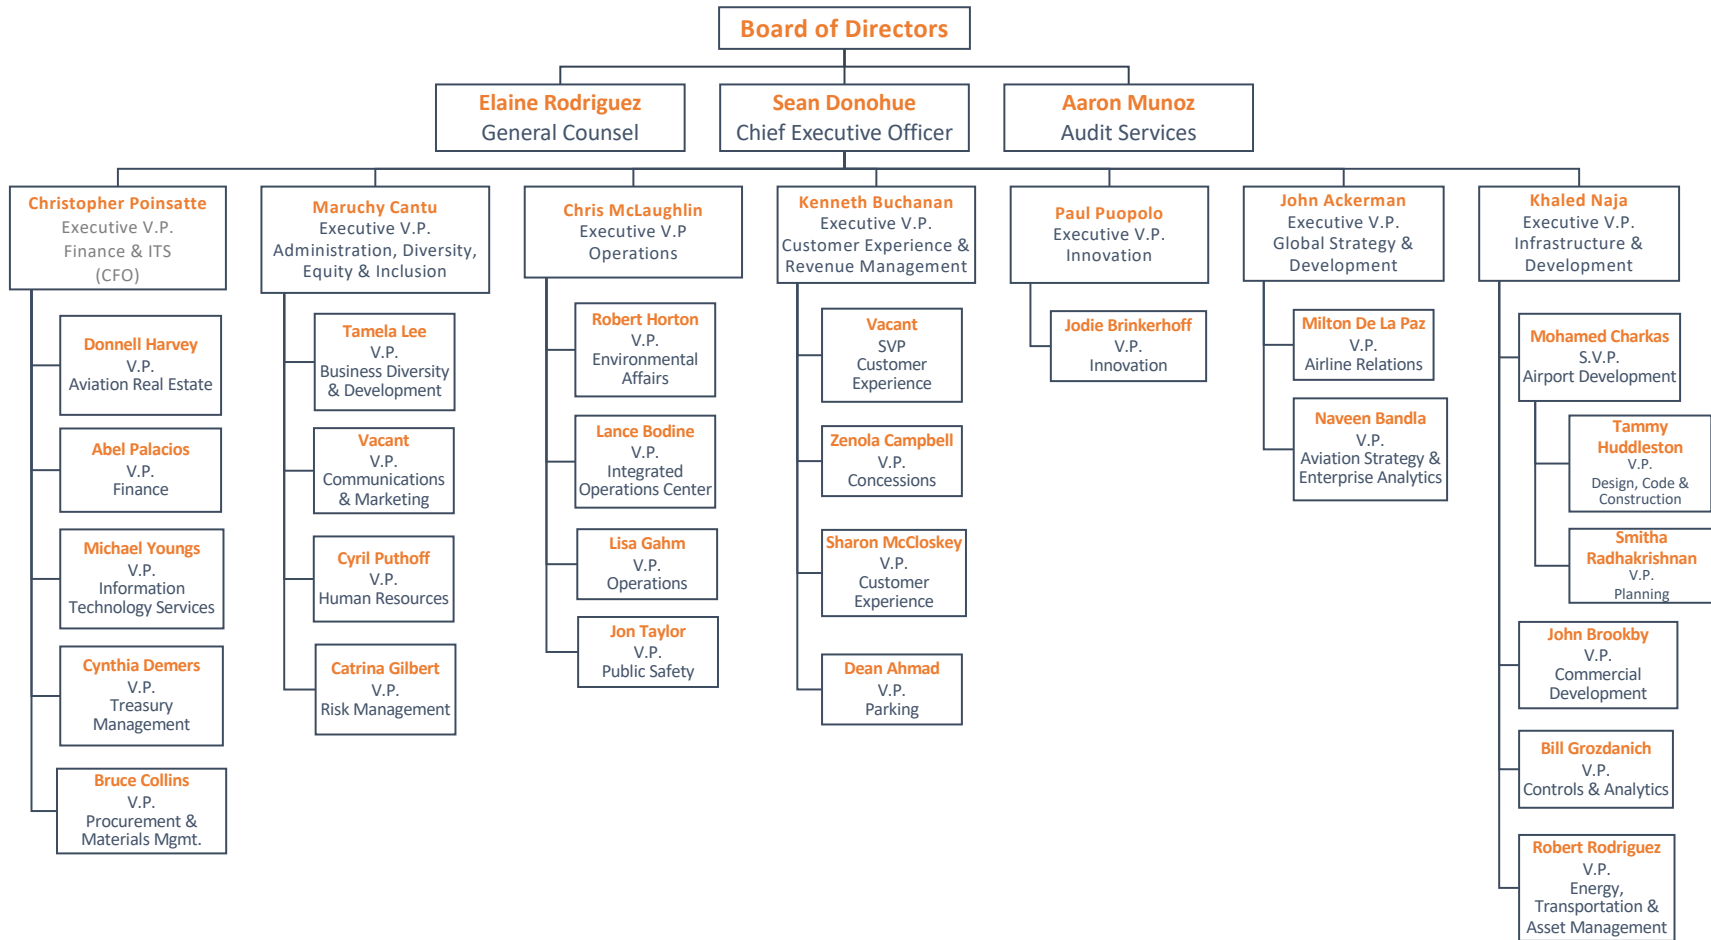 Board of Directors
Elaine Rodriguez
General Counsel
Sean Donohue
Chief Executive Officer
Aaron Munoz
Audit Services
Christopher Poinsatte
Executive V.P.
Finance & ITS
(CFO)
Donnell Harvey
V.P.
Aviation Real Estate
Abel Palacios
V.P.
Finance
Michael Youngs
V.P.
Information
Technology Services
Cynthia Demers
V.P.
Treasury
Management
Bruce Collins
V.P.
Procurement &
Materials Mgmt.
Maruchy Cantu
Executive V.P.
Administration, Diversity,
Equity & Inclusion
Tamela Lee
V.P.
Business Diversity
& Development
Vacant
V.P.
Communications
& Marketing
Cyril Puthoff
V.P.
Human Resources
Catrina Gilbert
V.P.
Risk Management
Chris McLaughlin
Executive V.P
Operations
Robert Horton
V.P.
Environmental
Affairs
Lance Bodine
V.P.
Integrated
Operations Center
Lisa Gahm
V.P.
Operations
Jon Taylor
V.P.
Public Safety
Kenneth Buchanan
Executive V.P.
Customer Experience &
Revenue Management
Vacant
SVP
Customer
Experience
Zenola Campbell
V.P.
Concessions
Sharon McCloskey
V.P.
Customer
Experience
Dean Ahmad
V.P.
Parking
Paul Puopolo
Executive V.P.
Innovation
Jodie Brinkerhoff
V.P.
Innovation
John Ackerman
Executive V.P.
Global Strategy &
Development
Milton De La Paz
V.P.
Airline Relations
Naveen Bandla
V.P.
Aviation Strategy &
Enterprise Analytics
Khaled Naja
Executive V.P.
Infrastructure &
Development
Mohamed Charkas
S.V.P.
Airport Development
Tammy
Huddleston
V.P.
Design, Code &
Construction
Smitha
Radhakrishnan
V.P.
Planning
John Brookby
V.P.
Commercial
Development
Bill Grozdanich
V.P.
Controls & Analytics
Robert Rodriguez
V.P.
Energy,
Transportation &
Asset Management